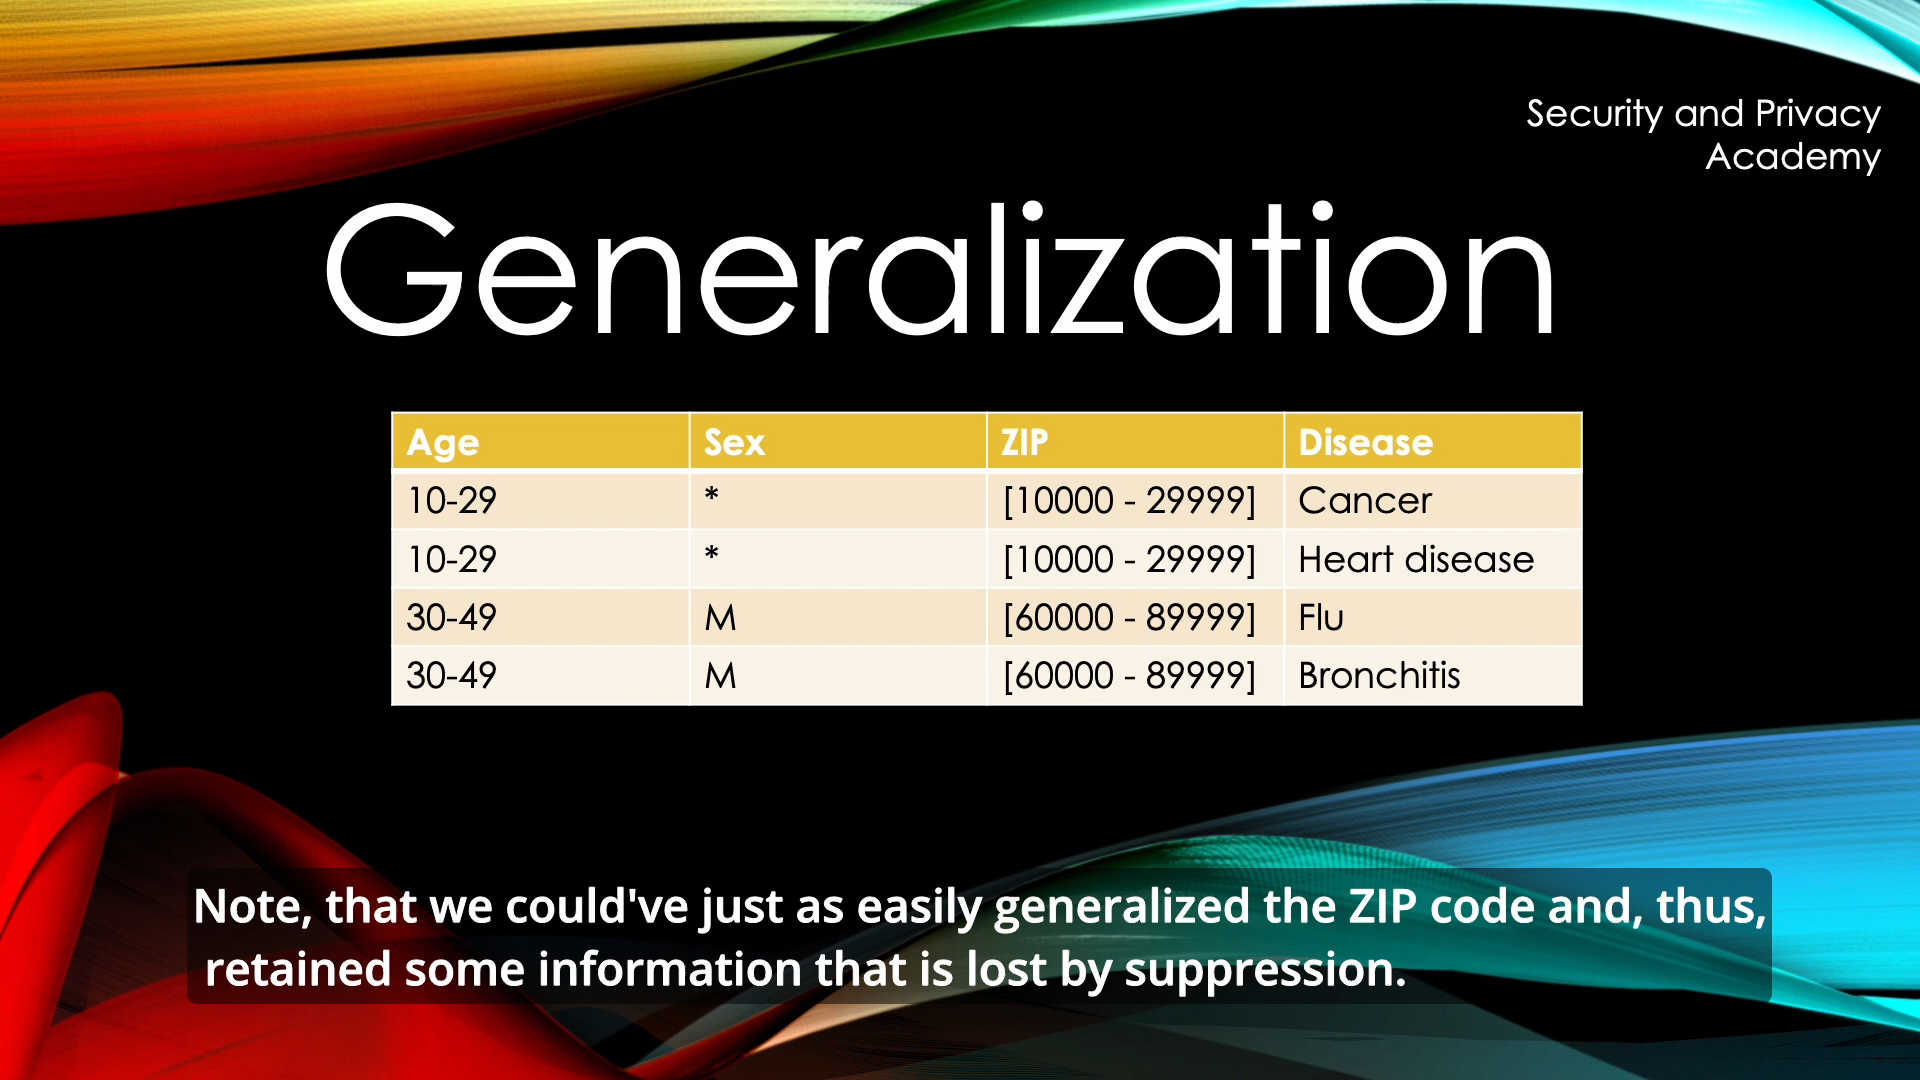 Security and Privacy
Academy
Generalization
Age Sex ZIP Disease
10-29 * [10000 - 29999] Cancer
10-29 * [10000 - 29999] Heart disease
30-49 M [60000 - 89999] Flu
30-49 M [60000 - 89999] Bronchitis
Note, that we could've just as easily generalized the ZIP code and, thus,
retained some information that is lost by suppression.